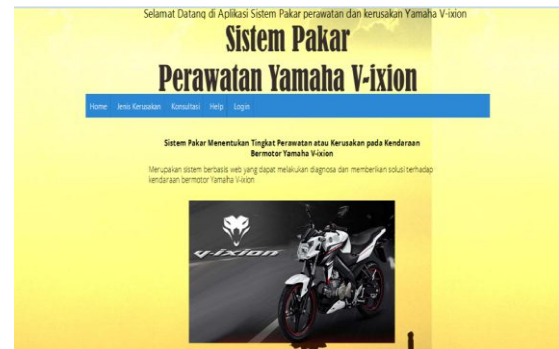 Selamat Datang di Aplikasi Sistem Pakar perawatan dan kerusakan Yamaha V-ixion
Sistem Pakar
Perawatan Yamaha V-ixion
Home Jenis Kerusakan Konsultasi Help Login
Sistem Pakar Menentukan Tingkat Perawatan atau Kerusakan pada Kendaraan
Bermotor Yamaha V-ixion
Merupakan sistem berbasis web yang dapat melakukan diagnosa dan memberikan solusi terhadap
kendaraan bermotor Yamaha V-ixion
v-ixion